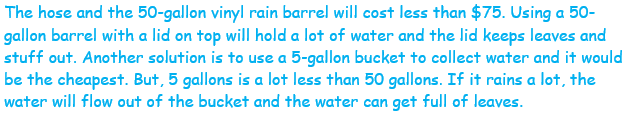 The hose and the 50-gallon vinyl rain barrel will cost less than $75. Using a 50-
gallon barrel with a lid on top will hold a lot of water and the lid keeps leaves and
stuff out. Another solution is to use a 5-gallon bucket to collect water and it would
be the cheapest. But, 5 gallons is a lot less than 50 gallons. If it rains a lot, the
water will flow out of the bucket and the water can get full of leaves.